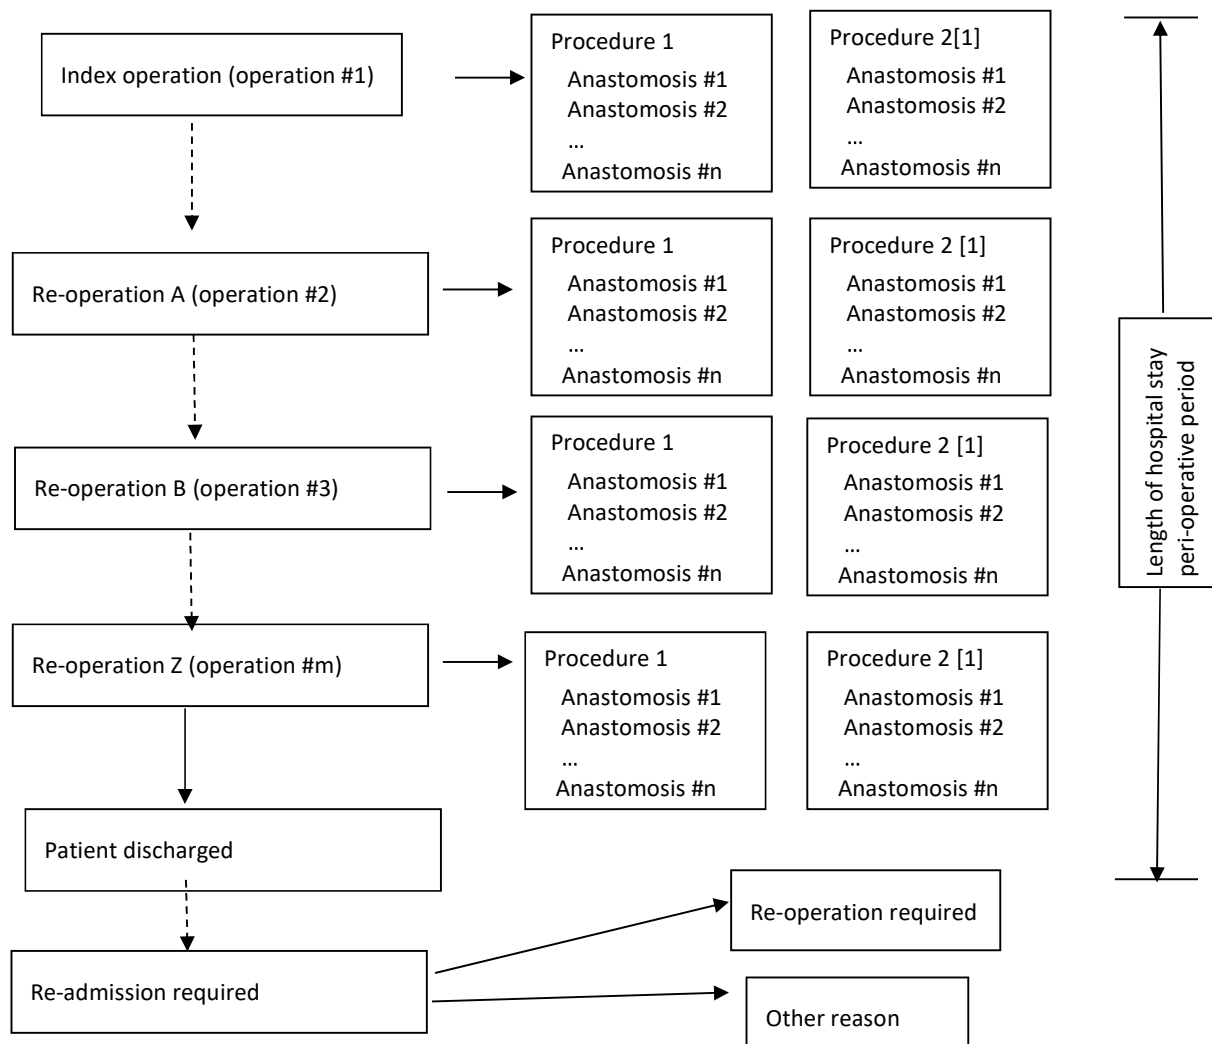 Index operation (operation #1)
Procedure 1
Anastomosis #1
Anastomosis #2
...
Anastomosis #n
Procedure 2[1]
Anastomosis #1
Anastomosis #2
...
Anastomosis #n
Re-operation A (operation #2)
Procedure 1
Anastomosis #1
Anastomosis #2
...
Anastomosis #n
Procedure 2 [1]
Anastomosis #1
Anastomosis #2
...
Anastomosis #n
Re-operation B (operation #3)
Procedure 1
Anastomosis #1
Anastomosis #2
...
Anastomosis #n
Procedure 2 [1]
Anastomosis #1
Anastomosis #2
...
Anastomosis #n
Re-operation Z (operation #m)
Procedure 1
Anastomosis #1
Anastomosis #2
...
Anastomosis #n
Procedure 2 [1]
Anastomosis #1
Anastomosis #2
...
Anastomosis #n
Length of hospital stay
peri-operative period
Patient discharged
Re-admission required
Re-operation required
Other reason